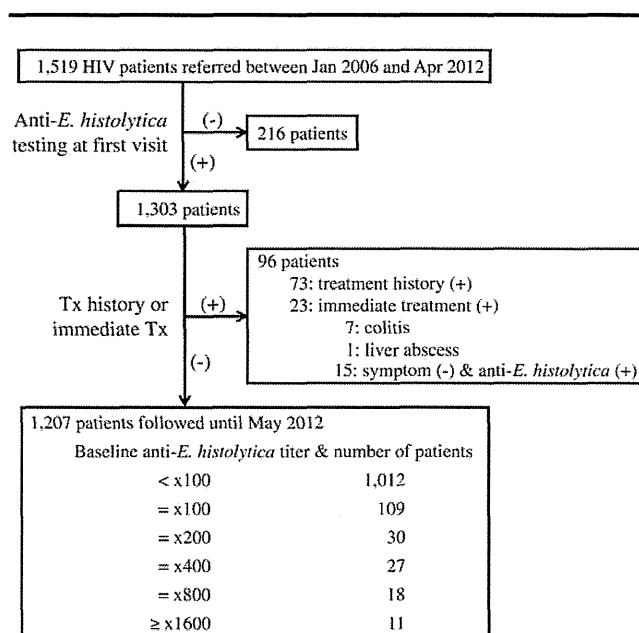 1,519 HIV patients referred between Jan 2006 and Apr 2012
Anti-E. histolytica
testing at first visit
(-)
216 patients
(+)
1,303 patients
Tx history or
immediate Tx
(+)
(-)
96 patients
73: treatment history (+)
23: immediate treatment (+)
7: colitis
1: liver abscess
15: symptom (-) & anti-E. histolytica (+)
1,207 patients followed until May 2012
Baseline anti-E. histolytica titer & number of patients
< x100 1,012
= x100 109
= x200 30
= x400 27
= x800 18
≥ x1600 11